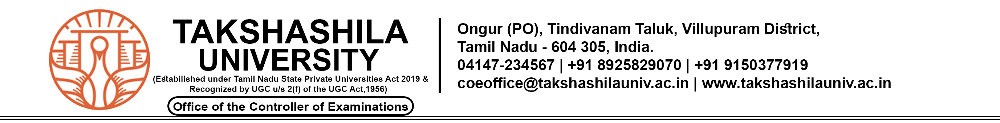 TAKSHASHILA
UNIVERSITY
(Estabilished under Tamil Nadu State Private Universities Act 2019 &
Recognized by UGC u/s 2(f) of the UGC Act,1956)
Office of the Controller of Examinations
Ongur (PO), Tindivanam Taluk, Villupuram District,
Tamil Nadu - 604 305, India.
04147-234567 | +91 8925829070 | +91 9150377919
coeoffice@takshashilauniv.ac.in | www.takshashilauniv.ac.in